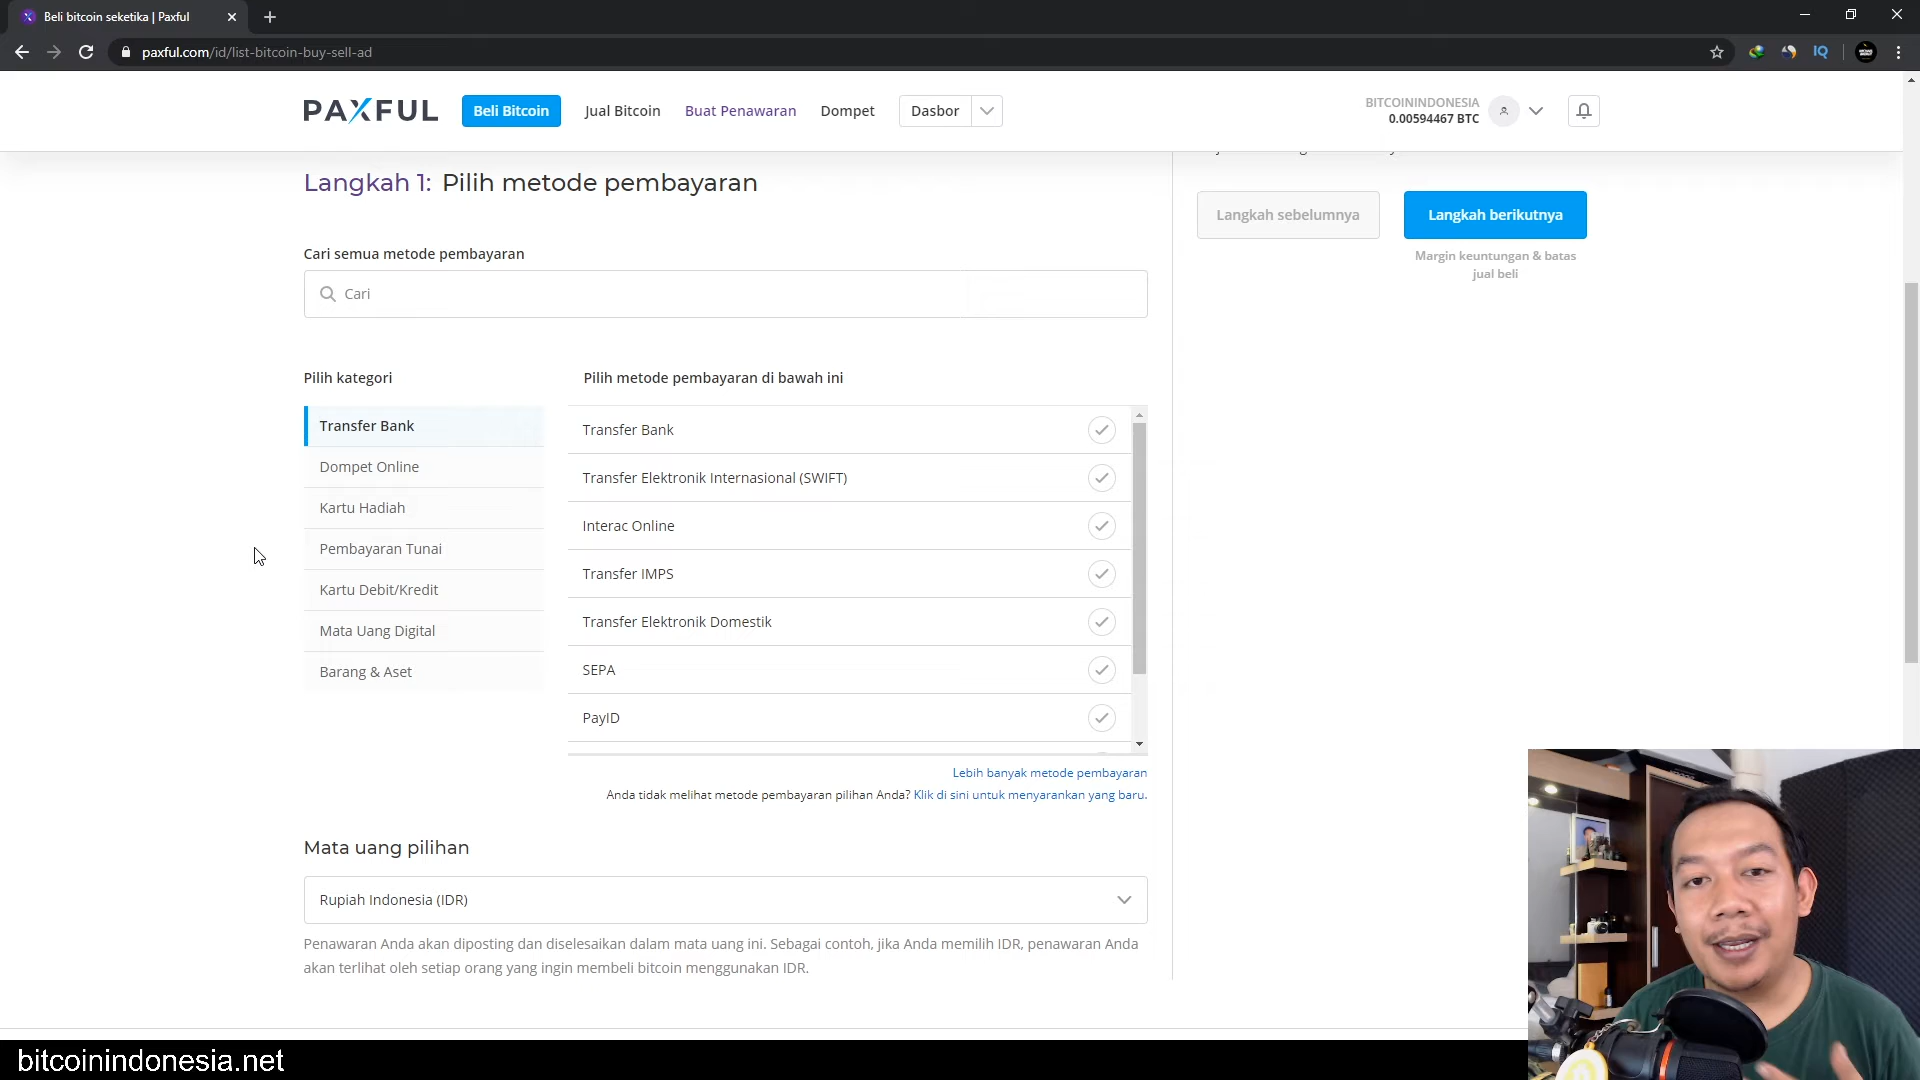 Beli bitcoin seketika | Paxful
paxful.com/id/list-bitcoin-buy-sell-ad
IQ
PAXFUL
Beli Bitcoin
Jual Bitcoin
Buat Penawaran
Dompet
Dasbor
BITCOININDONESIA
0.00594467 BTC
Langkah 1: Pilih metode pembayaran
Langkah sebelumnya
Langkah berikutnya
Margin keuntungan & batas
jual beli
Cari semua metode pembayaran
Cari
Pilih kategori
Transfer Bank
Dompet Online
Kartu Hadiah
Pembayaran Tunai
Kartu Debit/Kredit
Mata Uang Digital
Barang & Aset
Pilih metode pembayaran di bawah ini
Transfer Bank
Transfer Elektronik Internasional (SWIFT)
Interac Online
Transfer IMPS
Transfer Elektronik Domestik
SEPA
PayID
Lebih banyak metode pembayaran
Anda tidak melihat metode pembayaran pilihan Anda? Klik di sini untuk menyarankan yang baru.
Mata uang pilihan
Rupiah Indonesia (IDR)
Penawaran Anda akan diposting dan diselesaikan dalam mata uang ini. Sebagai contoh, jika Anda memilih IDR, penawaran Anda
akan terlihat oleh setiap orang yang ingin membeli bitcoin menggunakan IDR.
bitcoinindonesia.net